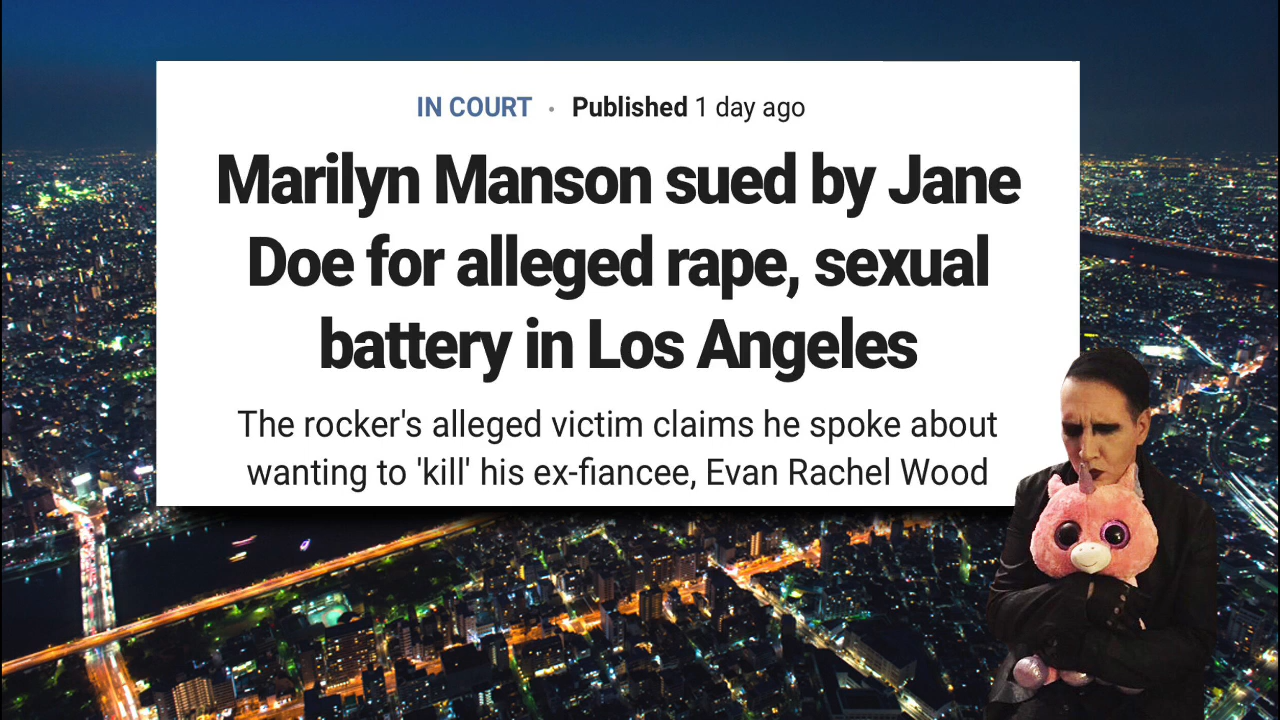 IN COURT • Published 1 day ago
Marilyn Manson sued by Jane
Doe for alleged rape, sexual
battery in Los Angeles
The rocker's alleged victim claims he spoke about
wanting to 'kill' his ex-fiancee, Evan Rachel Wood